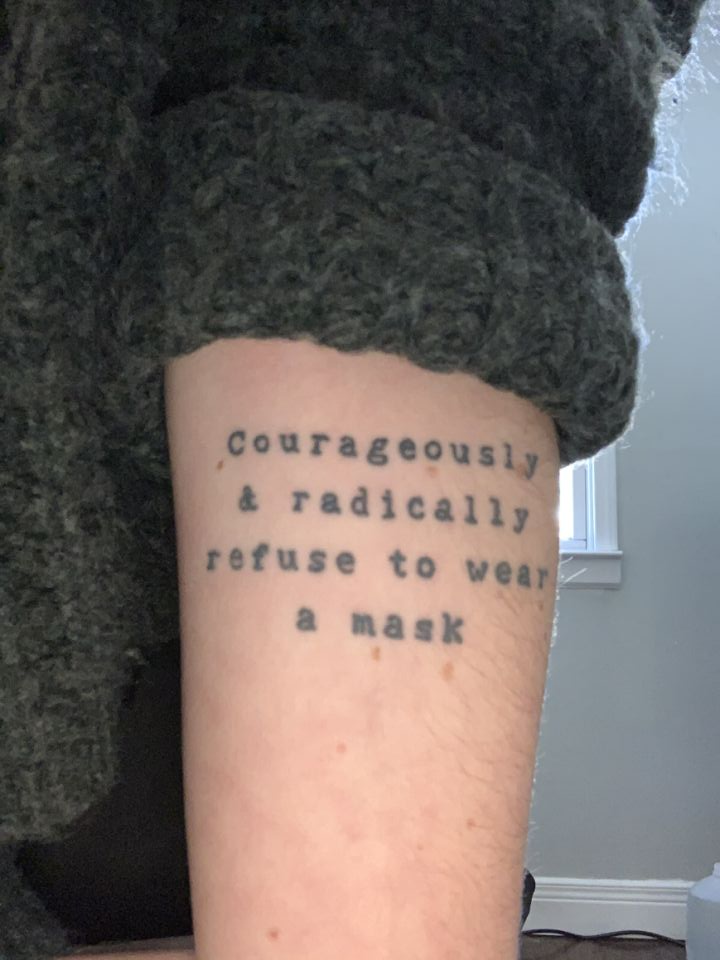 Courageously
& radically
refuse to wear
a mask